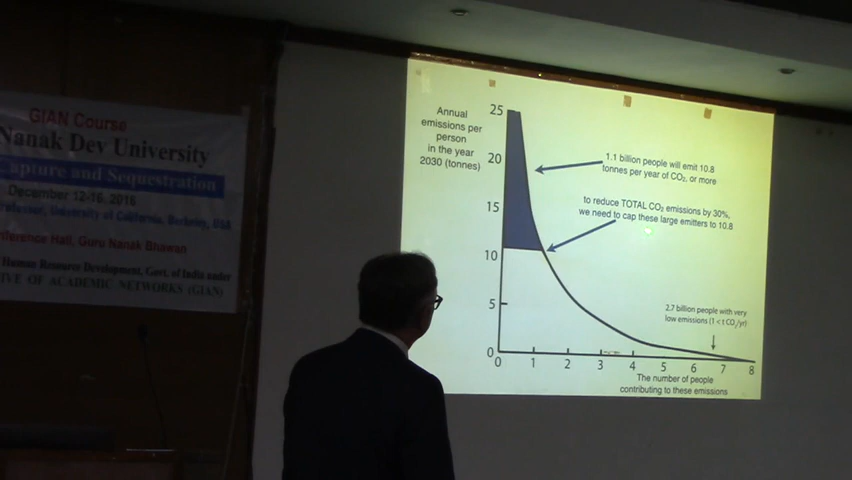 GIAN Course
Nanak Dev University
apture and Sequestration
December 12-16, 2016
rofessor, University of California, Berkeley, USA
nference Hall, Guru Nanak Bhawan
Human Resource Development, Govt. of India under
IVE OF ACADEMIC NETWORKS (GIAN)
Annual
emissions per
person
in the year
2030 (tonnes)
25
20
15
10
5
0
1.1 billion people will emit 10.8
tonnes per year of CO₂, or more
to reduce TOTAL CO₂ emissions by 30%,
we need to cap these large emitters to 10.8
2.7 billion people with very
low emissions (1 < t CO₂/yr)
0 1 2 3 4 5 6 7 8
The number of people
contributing to these emissions